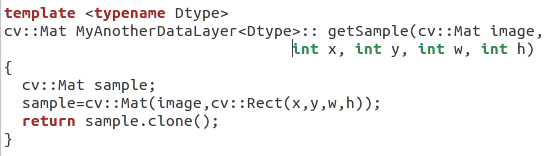 template <typename Dtype>
cv::Mat MyAnotherDataLayer<Dtype>:: getSample(cv::Mat image,
int x, int y, int w, int h)
{
cv::Mat sample;
sample=cv::Mat(image,cv::Rect(x,y,w,h));
return sample.clone();
}